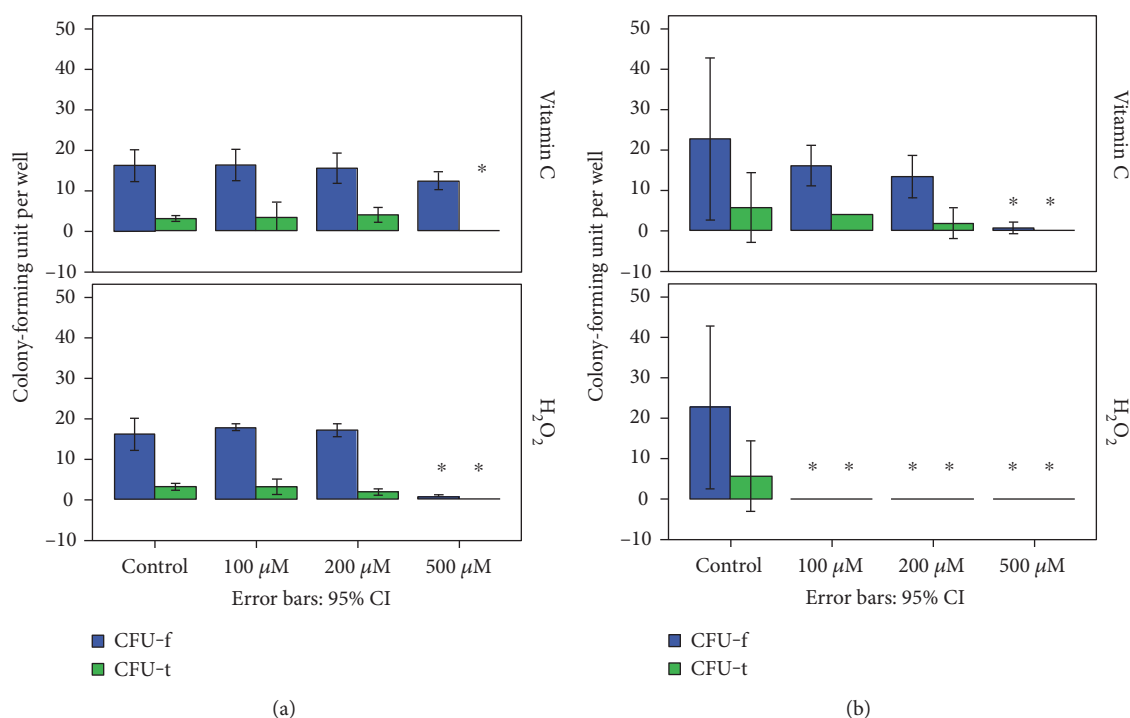 50
40
30
20
10
0
–10
Vitamin C
*
50
40
30
20
10
0
–10
H₂O₂
* *
Colony-forming unit per well
Control 100 μM 200 μM 500 μM
Error bars: 95% CI
CFU-f
CFU-t
(a)
50
40
30
20
10
0
–10
Vitamin C
* *
50
40
30
20
10
0
–10
H₂O₂
* * * * * *
Colony-forming unit per well
Control 100 μM 200 μM 500 μM
Error bars: 95% CI
CFU-f
CFU-t
(b)